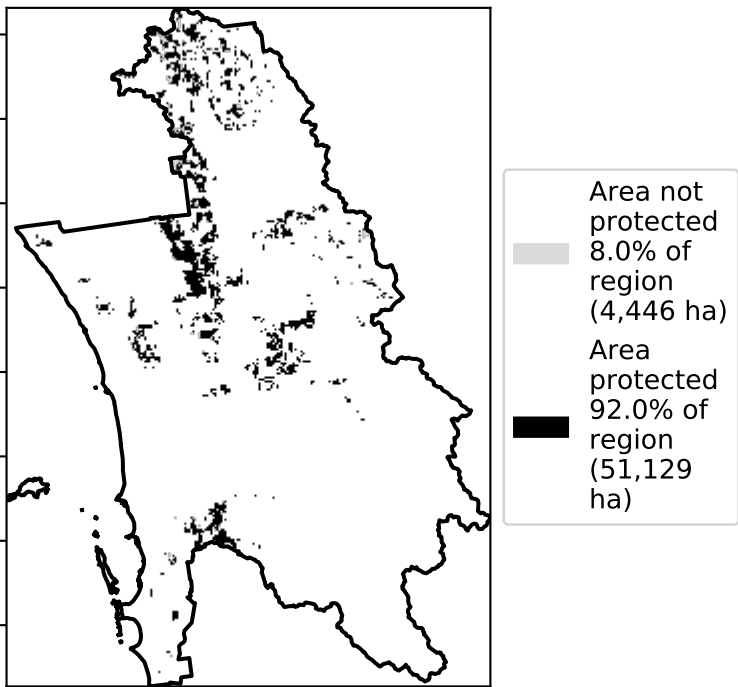 Area not
protected
8.0% of
region
(4,446 ha)
Area
protected
92.0% of
region
(51,129
ha)